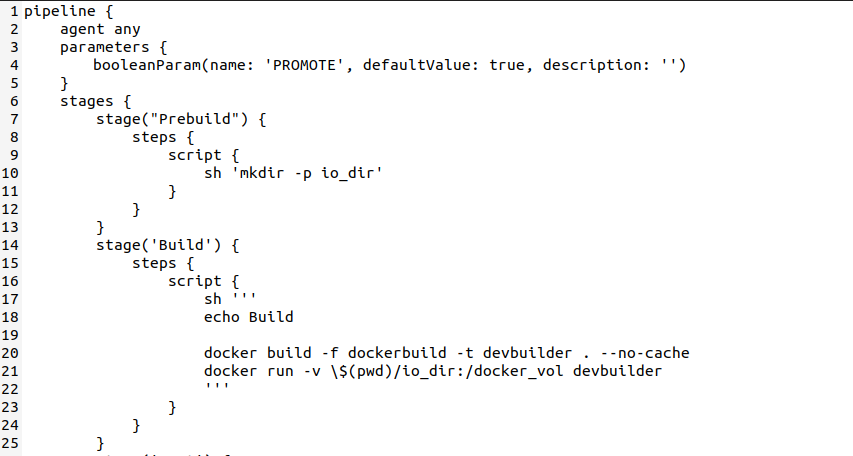 1 pipeline {
2     agent any
3     parameters {
4         booleanParam(name: 'PROMOTE', defaultValue: true, description: '')
5     }
6     stages {
7         stage("Prebuild") {
8             steps {
9                 script {
10                     sh 'mkdir -p io_dir'
11                 }
12             }
13         }
14         stage('Build') {
15             steps {
16                 script {
17                     sh '''
18                     echo Build
19
20                     docker build -f dockerbuild -t devbuilder . --no-cache
21                     docker run -v \$(pwd)/io_dir:/docker_vol devbuilder
22                     '''
23                 }
24             }
25         }